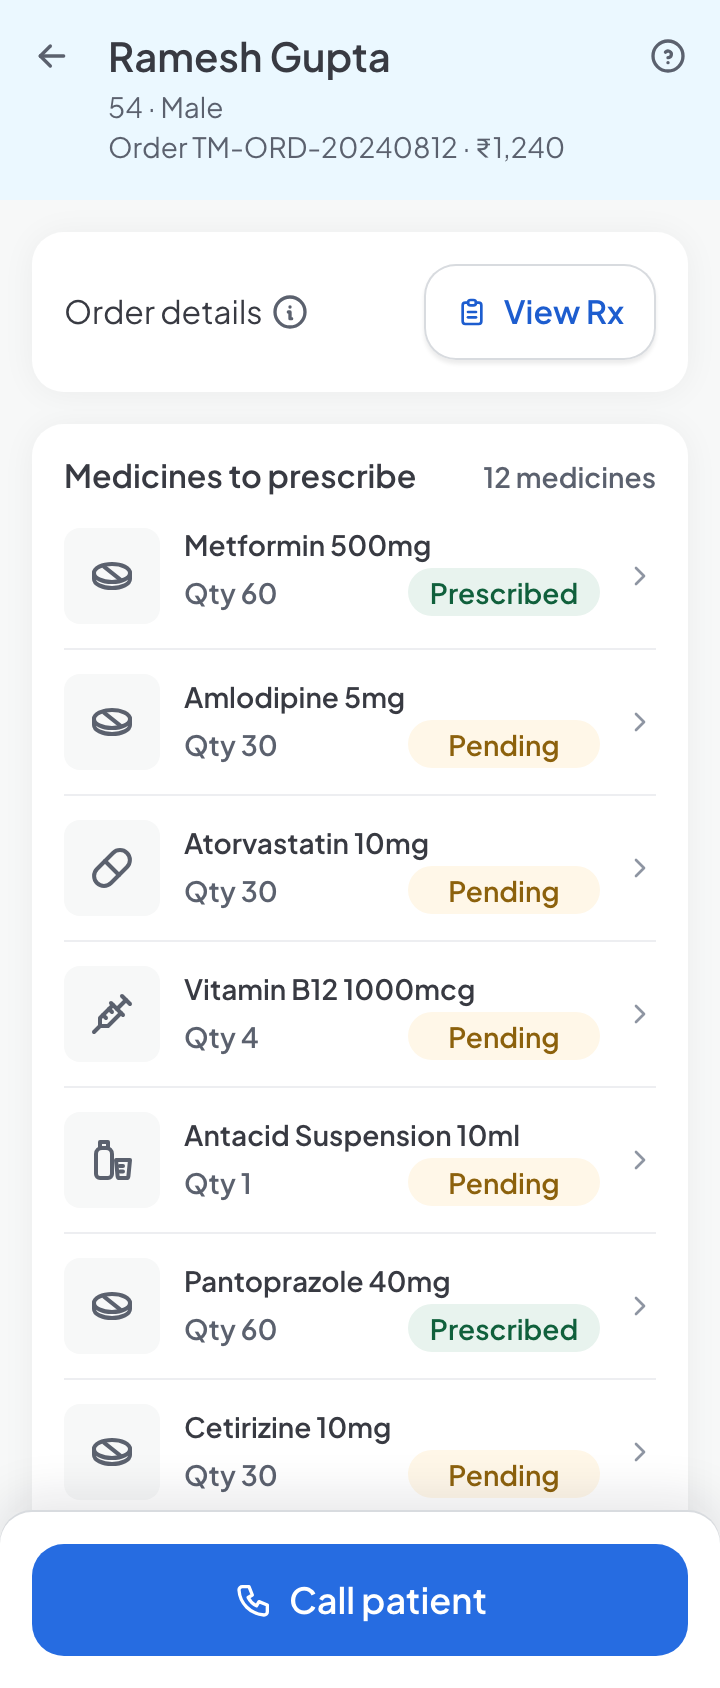 Ramesh Gupta
54 · Male
Order TM-ORD-20240812 · ₹1,240
Order details
View Rx
Medicines to prescribe
12 medicines
Metformin 500mg
Qty 60
Prescribed
Amlodipine 5mg
Qty 30
Pending
Atorvastatin 10mg
Qty 30
Pending
Vitamin B12 1000mcg
Qty 4
Pending
Antacid Suspension 10ml
Qty 1
Pending
Pantoprazole 40mg
Qty 60
Prescribed
Cetirizine 10mg
Qty 30
Pending
Call patient